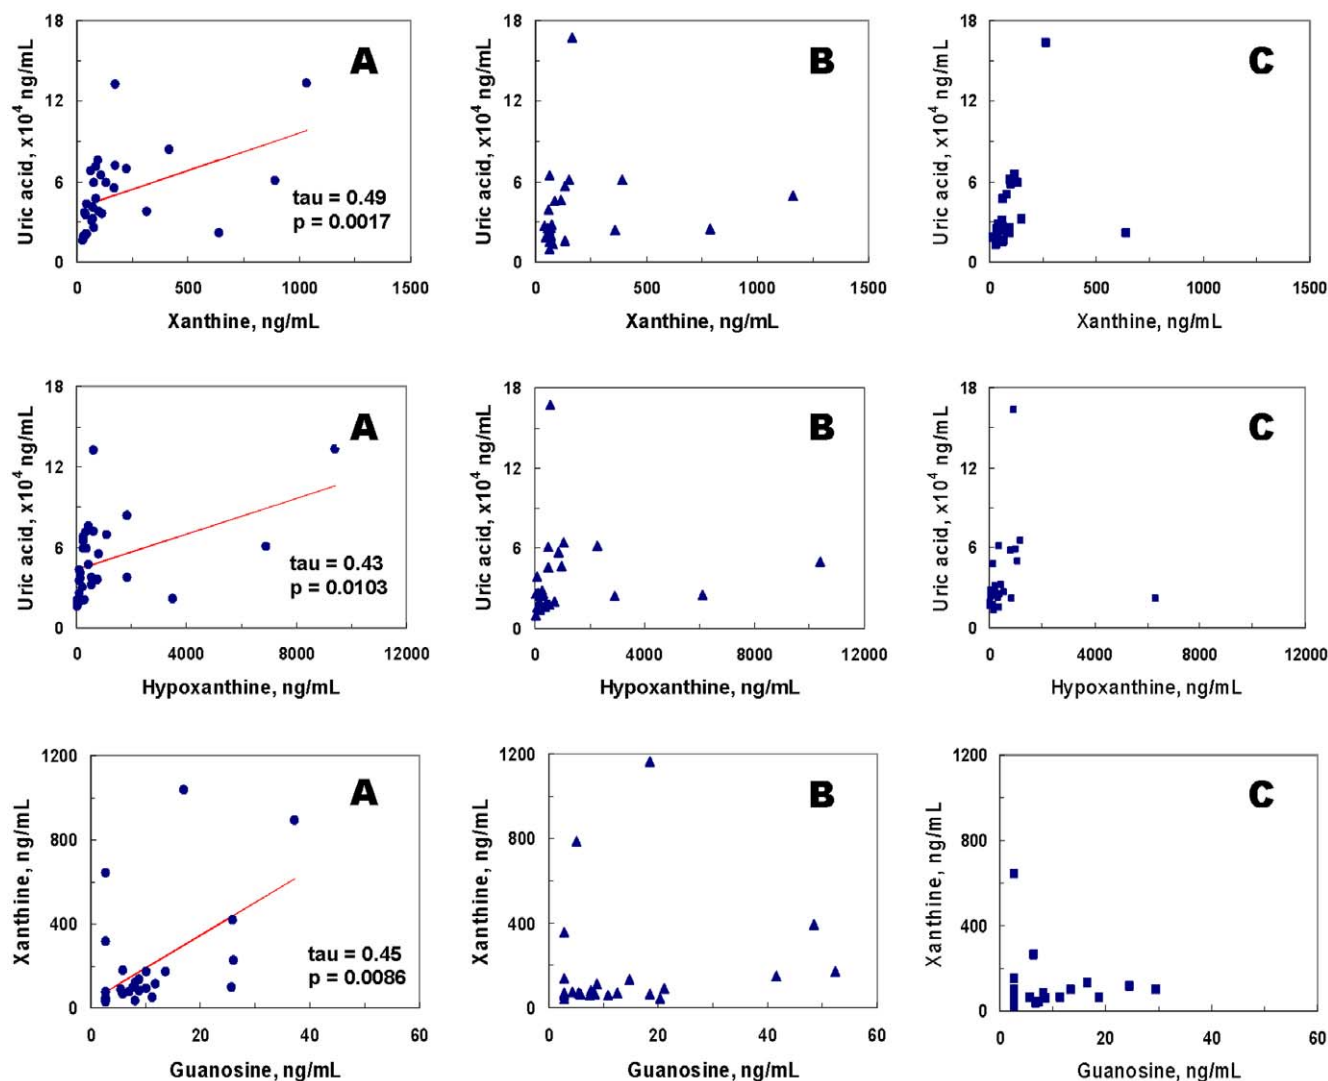 18
12
6
0
Uric acid, x10⁴ ng/mL
A
tau = 0.49
p = 0.0017
0 500 1000 1500
Xanthine, ng/mL
18
12
6
0
Uric acid, x10⁴ ng/mL
B
0 500 1000 1500
Xanthine, ng/mL
18
12
6
0
Uric acid, x10⁴ ng/mL
C
0 500 1000 1500
Xanthine, ng/mL
18
12
6
0
Uric acid, x10⁴ ng/mL
A
tau = 0.43
p = 0.0103
0 4000 8000 12000
Hypoxanthine, ng/mL
18
12
6
0
Uric acid, x10⁴ ng/mL
B
0 4000 8000 12000
Hypoxanthine, ng/mL
18
12
6
0
Uric acid, x10⁴ ng/mL
C
0 4000 8000 12000
Hypoxanthine, ng/mL
1200
800
400
0
Xanthine, ng/mL
A
tau = 0.45
p = 0.0086
0 20 40 60
Guanosine, ng/mL
1200
800
400
0
Xanthine, ng/mL
B
0 20 40 60
Guanosine, ng/mL
1200
800
400
0
Xanthine, ng/mL
C
0 20 40 60
Guanosine, ng/mL